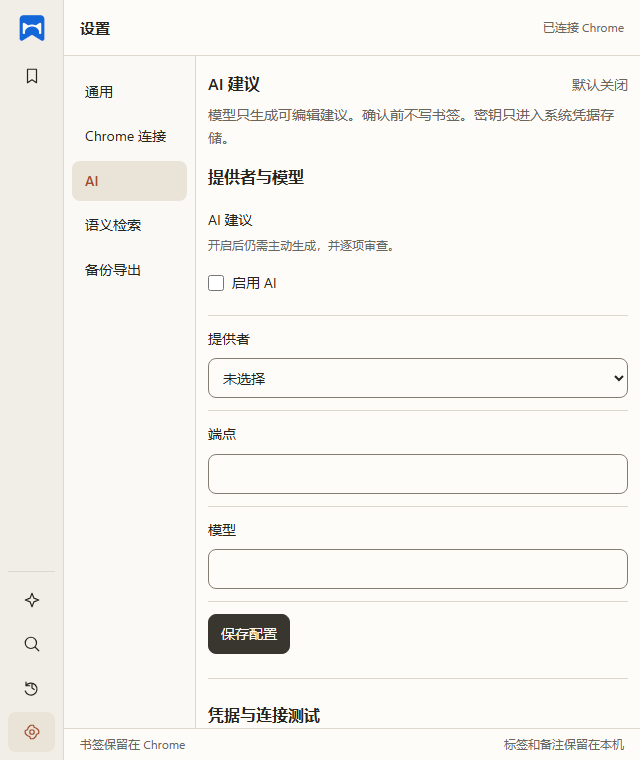 设置
已连接 Chrome
通用
Chrome 连接
AI
语义检索
备份导出
AI 建议
默认关闭
模型只生成可编辑建议。确认前不写书签。密钥只进入系统凭据存
储。
提供者与模型
AI 建议
开启后仍需主动生成，并逐项审查。
启用 AI
提供者
未选择
端点
模型
保存配置
凭据与连接测试
书签保留在 Chrome
标签和备注保留在本机